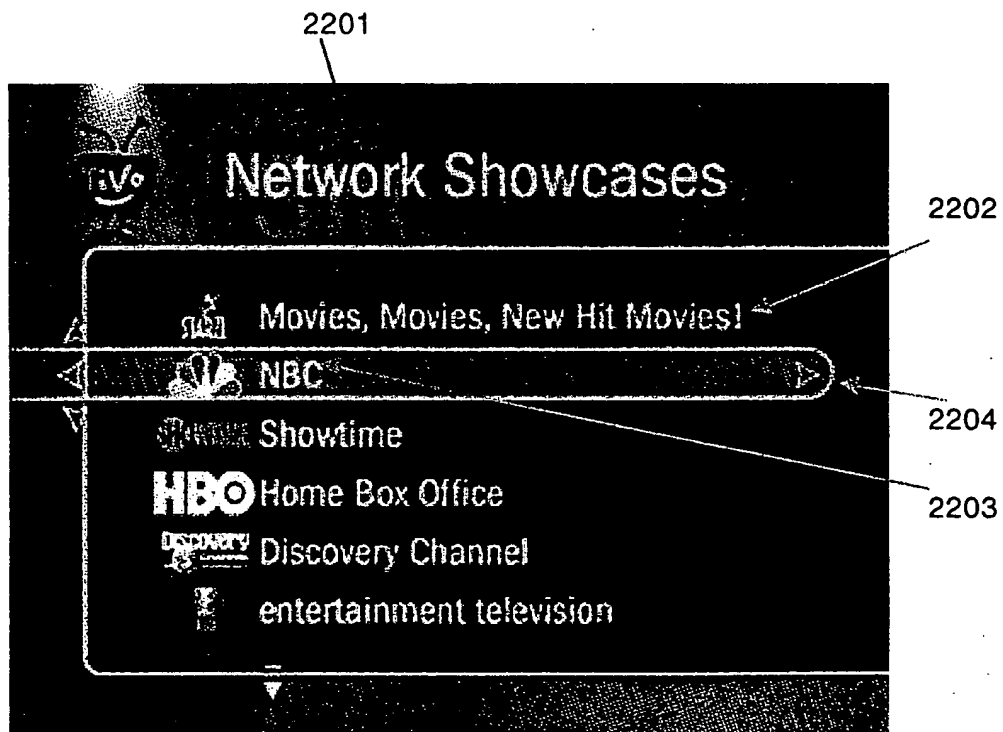 2201
TiVo
Network Showcases
2202
Movies, Movies, New Hit Movies!
NBC
2204
Showtime
HBO Home Box Office
2203
Discovery Discovery Channel
entertainment television